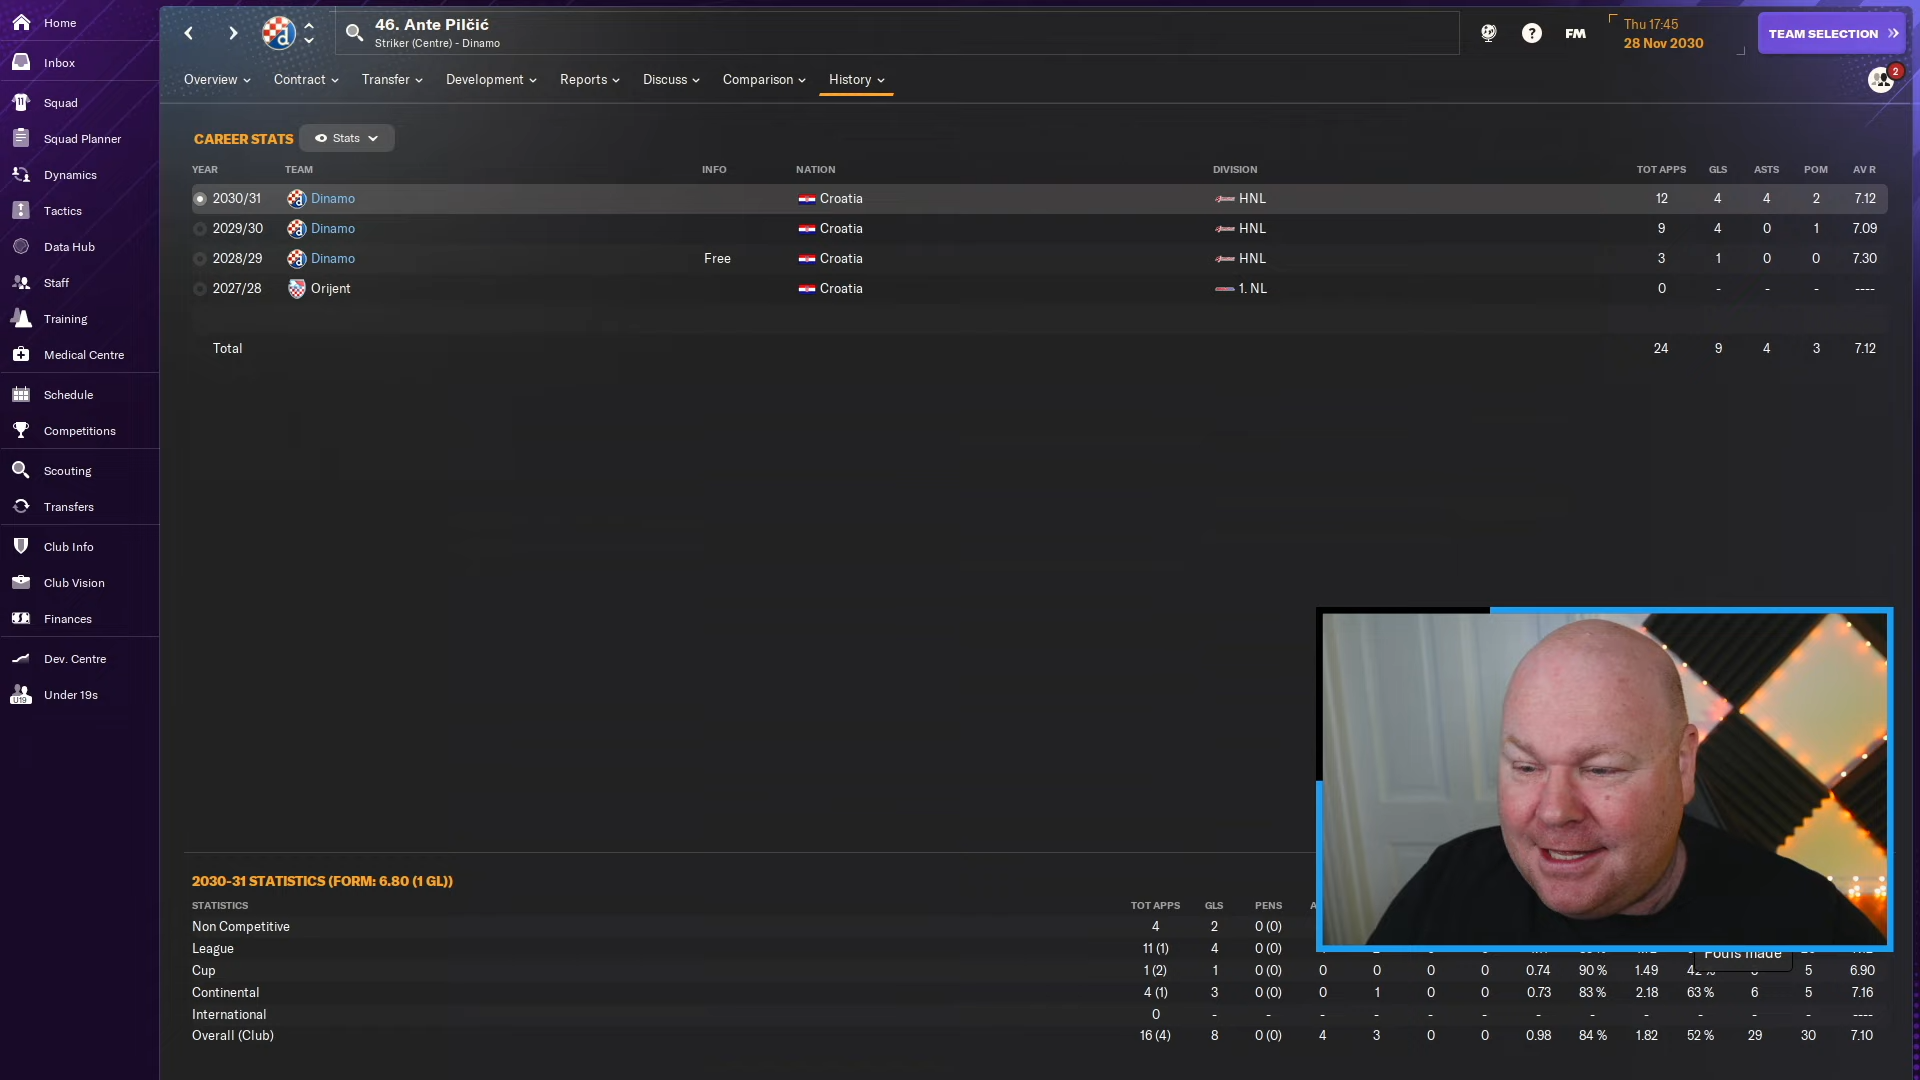 Home
Inbox
Squad
Squad Planner
Dynamics
Tactics
Data Hub
Staff
Training
Medical Centre
Schedule
Competitions
Scouting
Transfers
Club Info
Club Vision
Finances
Dev. Centre
Under 19s
46. Ante Pilčić
Striker (Centre) - Dinamo
? FM
Thu 17:45
28 Nov 2030
TEAM SELECTION
2
Overview Contract Transfer Development Reports Discuss Comparison History
CAREER STATS Stats
YEAR TEAM INFO NATION DIVISION TOT APPS GLS ASTS POM AV R
2030/31 Dinamo Croatia HNL 12 4 4 2 7.12
2029/30 Dinamo Croatia HNL 9 4 0 1 7.09
2028/29 Dinamo Free Croatia HNL 3 1 0 0 7.30
2027/28 Orijent Croatia 1. NL 0 - - - ----
Total 24 9 4 3 7.12
2030-31 STATISTICS (FORM: 6.80 (1 GL))
STATISTICS TOT APPS GLS PENS
Non Competitive 4 2 0 (0)
League 11 (1) 4 0 (0)
Fouls made
Cup 1 (2) 1 0 (0) 0 0 0 0 0.74 90 % 1.49 5 6.90
Continental 4 (1) 3 0 (0) 0 1 0 0 0.73 83 % 2.18 63 % 6 5 7.16
International 0 - - - - - - - - - - - - ----
Overall (Club) 16 (4) 8 0 (0) 4 3 0 0 0.98 84 % 1.82 52 % 29 30 7.10